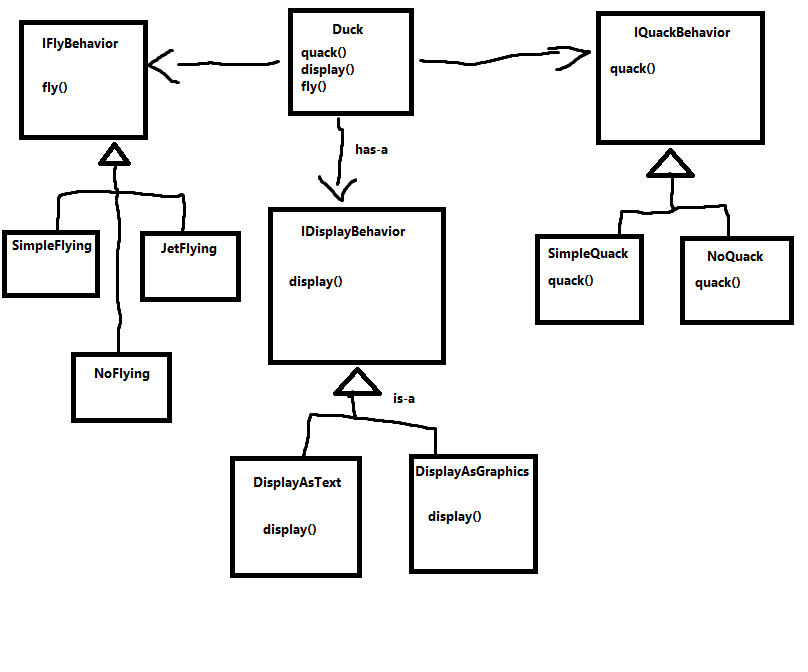 IFlyBehavior
fly()
Duck
quack()
display()
fly()
IQuackBehavior
quack()
has-a
SimpleFlying
JetFlying
NoFlying
IDisplayBehavior
display()
SimpleQuack
quack()
NoQuack
quack()
is-a
DisplayAsText
display()
DisplayAsGraphics
display()